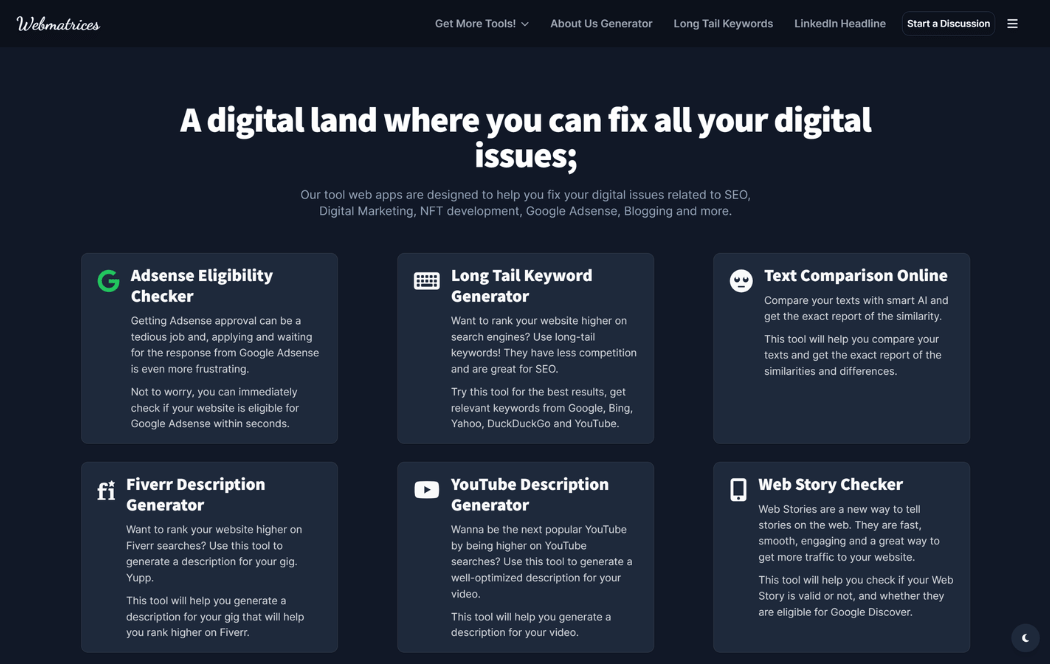 Webmatrices
Get More Tools!
About Us Generator
Long Tail Keywords
LinkedIn Headline
Start a Discussion
A digital land where you can fix all your digital
issues;
Our tool web apps are designed to help you fix your digital issues related to SEO,
Digital Marketing, NFT development, Google Adsense, Blogging and more.
Adsense Eligibility
Checker
Getting Adsense approval can be a
tedious job and, applying and waiting
for the response from Google Adsense
is even more frustrating.
Not to worry, you can immediately
check if your website is eligible for
Google Adsense within seconds.
Long Tail Keyword
Generator
Want to rank your website higher on
search engines? Use long-tail
keywords! They have less competition
and are great for SEO.
Try this tool for the best results, get
relevant keywords from Google, Bing,
Yahoo, DuckDuckGo and YouTube.
Text Comparison Online
Compare your texts with smart AI and
get the exact report of the similarity.
This tool will help you compare your
texts and get the exact report of the
similarities and differences.
fi
Fiverr Description
Generator
Want to rank your website higher on
Fiverr searches? Use this tool to
generate a description for your gig.
Yupp.
This tool will help you generate a
description for your gig that will help
you rank higher on Fiverr.
YouTube Description
Generator
Wanna be the next popular YouTube
by being higher on YouTube
searches? Use this tool to generate a
well-optimized description for your
video.
This tool will help you generate a
description for your video.
Web Story Checker
Web Stories are a new way to tell
stories on the web. They are fast,
smooth, engaging and a great way to
get more traffic to your website.
This tool will help you check if your Web
Story is valid or not, and whether they
are eligible for Google Discover.